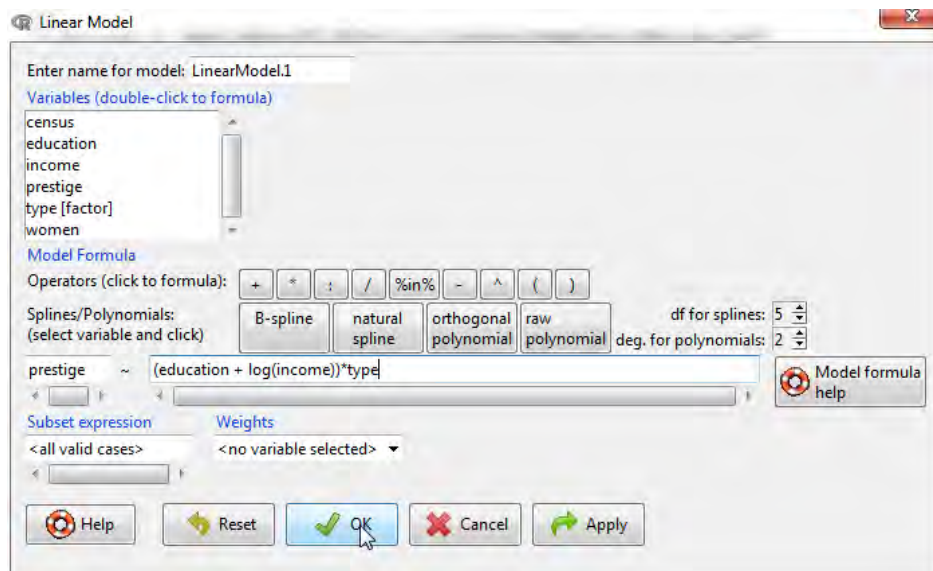 Linear Model
Enter name for model: LinearModel.1
Variables (double-click to formula)
census
education
income
prestige
type [factor]
women
Model Formula
Operators (click to formula): + * : / %in% - ^ ( )
Splines/Polynomials:
(select variable and click)
B-spline
natural
spline
orthogonal
polynomial
raw
polynomial
df for splines: 5
deg. for polynomials: 2
prestige ~ (education + log(income))*type
Model formula
help
Subset expression Weights
<all valid cases> <no variable selected>
Help Reset OK Cancel Apply